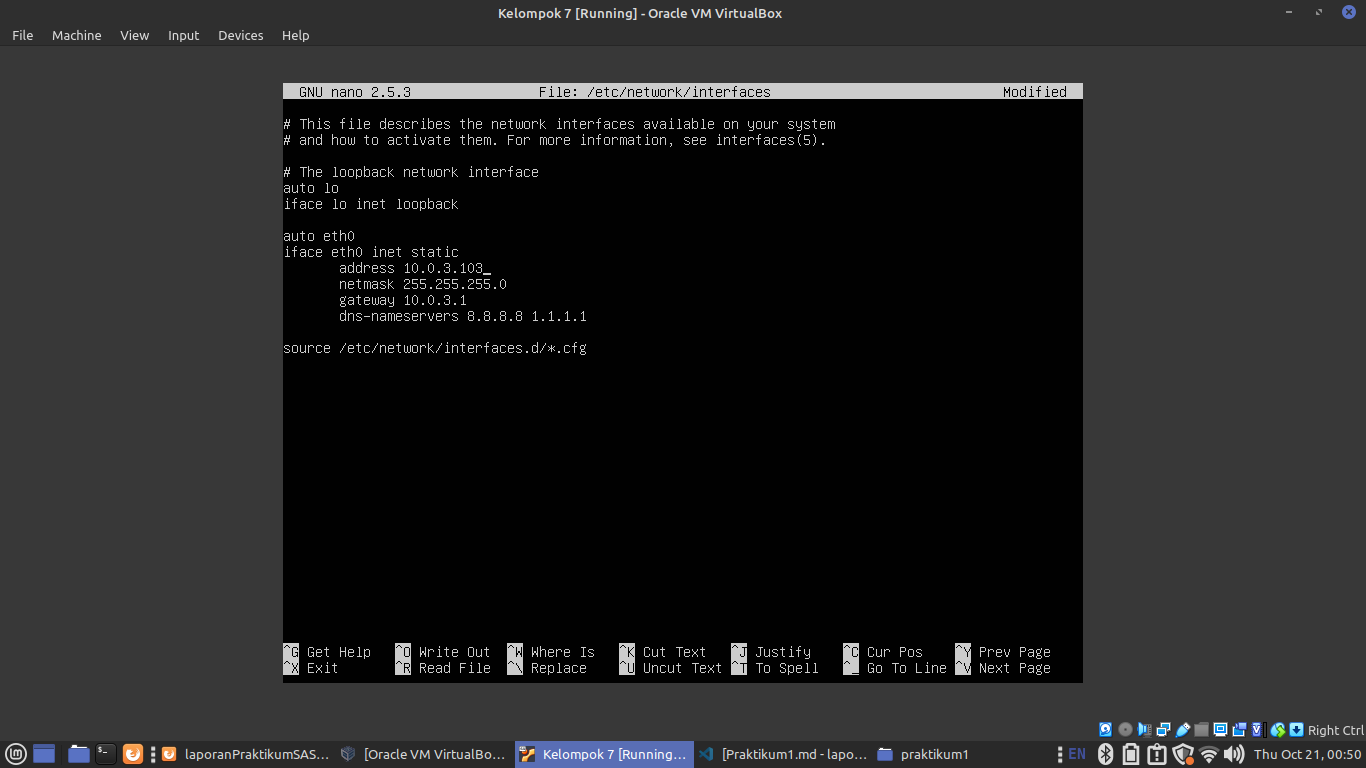 Kelompok 7 [Running] - Oracle VM VirtualBox
File Machine View Input Devices Help
GNU nano 2.5.3 File: /etc/network/interfaces Modified
# This file describes the network interfaces available on your system
# and how to activate them. For more information, see interfaces(5).
# The loopback network interface
auto lo
iface lo inet loopback
auto eth0
iface eth0 inet static
address 10.0.3.103_
netmask 255.255.255.0
gateway 10.0.3.1
dns-nameservers 8.8.8.8 1.1.1.1
source /etc/network/interfaces.d/*.cfg
^G Get Help ^O Write Out ^W Where Is ^K Cut Text ^J Justify ^C Cur Pos ^Y Prev Page
^X Exit ^R Read File ^\ Replace ^U Uncut Text ^T To Spell ^_ Go To Line ^V Next Page
Right Ctrl
laporanPraktikumSAS... [Oracle VM VirtualBo... Kelompok 7 [Running... [Praktikum1.md - lapo... praktikum1 EN Thu Oct 21, 00:50